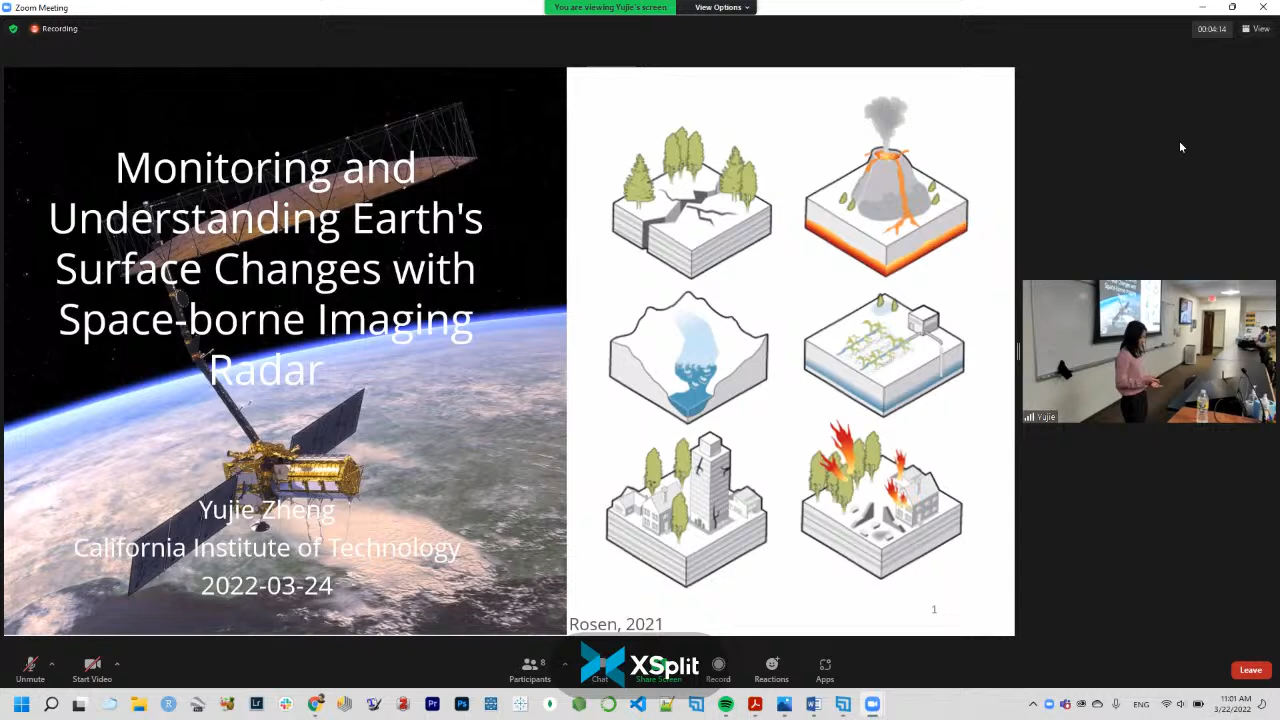 Zoom Meeting
You are viewing Yujie's screen
View Options
Recording
00:04:14
View
Monitoring and
Understanding Earth's
Surface Changes with
Space-borne Imaging
Radar
Yujie Zheng
California Institute of Technology
2022-03-24
Rosen, 2021
1
Yujie
Unmute
Start Video
8
Participants
Chat
Share Screen
Record
Reactions
Apps
Leave
XSplit
11:01 AM
3/22/2022